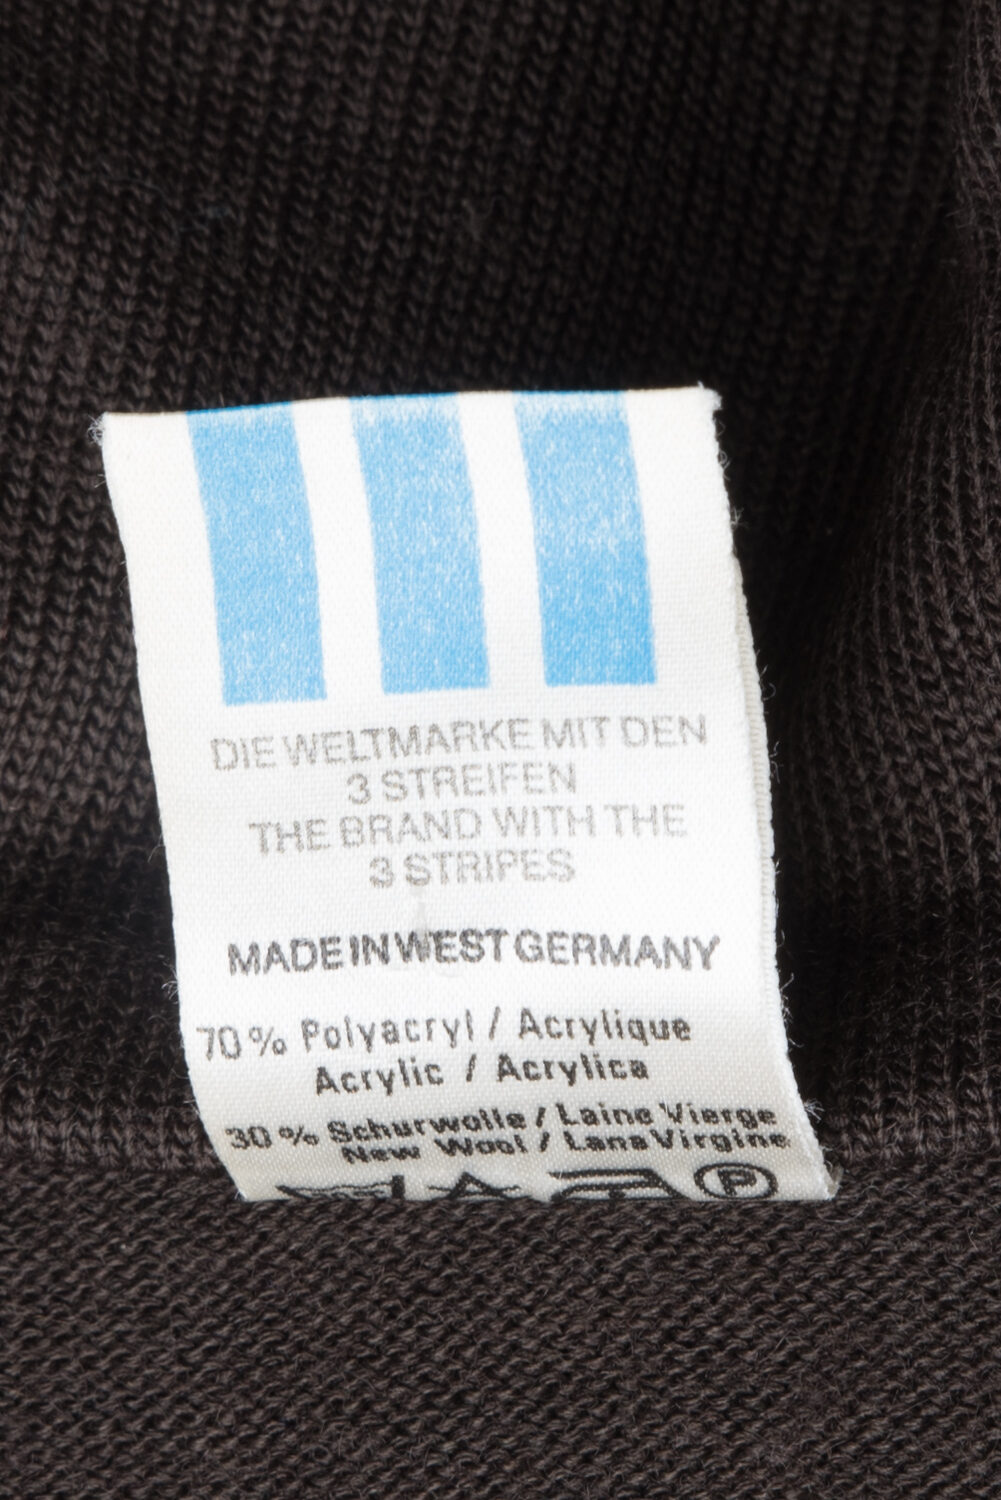 DIE WELTMARKE MIT DEN
3 STREIFEN
THE BRAND WITH THE
3 STRIPES
MADE IN WEST GERMANY
70% Polyacryl / Acrylique
Acrylic / Acrylica
30% Schurwolle / Laine Vierge
New Wool / Lana Virgine
P